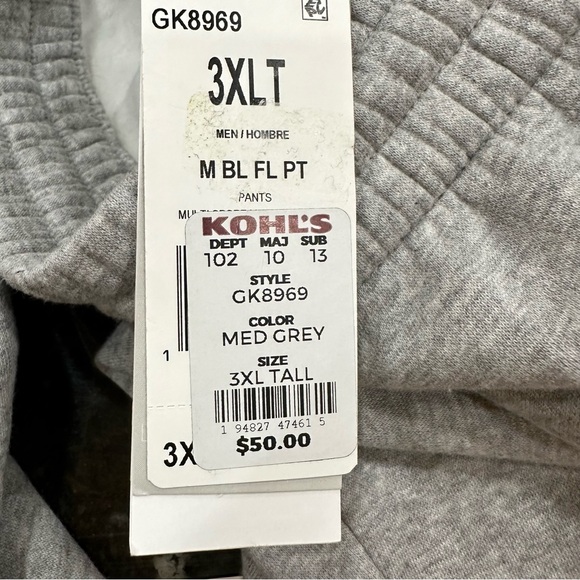 GK8969
3XLT
MEN / HOMBRE
M BL FL PT
PANTS
KOHL'S
DEPT MAJ SUB
102 10 13
STYLE
GK8969
COLOR
MED GREY
SIZE
3XL TALL
1 94827 47461 5
$50.00
1
3X